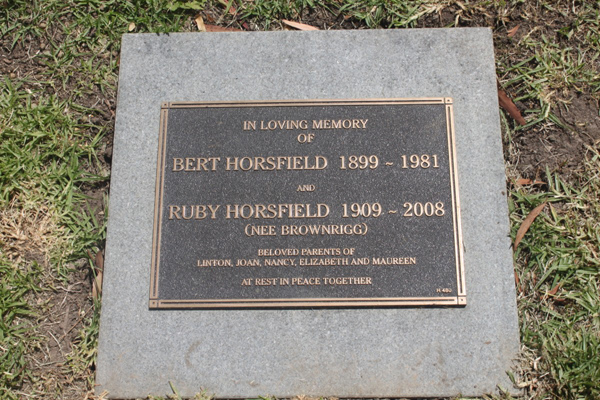 IN LOVING MEMORY
OF
BERT HORSFIELD 1899 ~ 1981
AND
RUBY HORSFIELD 1909 ~ 2008
(NEE BROWNRIGG)
BELOVED PARENTS OF
LINTON, JOAN, NANCY, ELIZABETH AND MAUREEN
AT REST IN PEACE TOGETHER